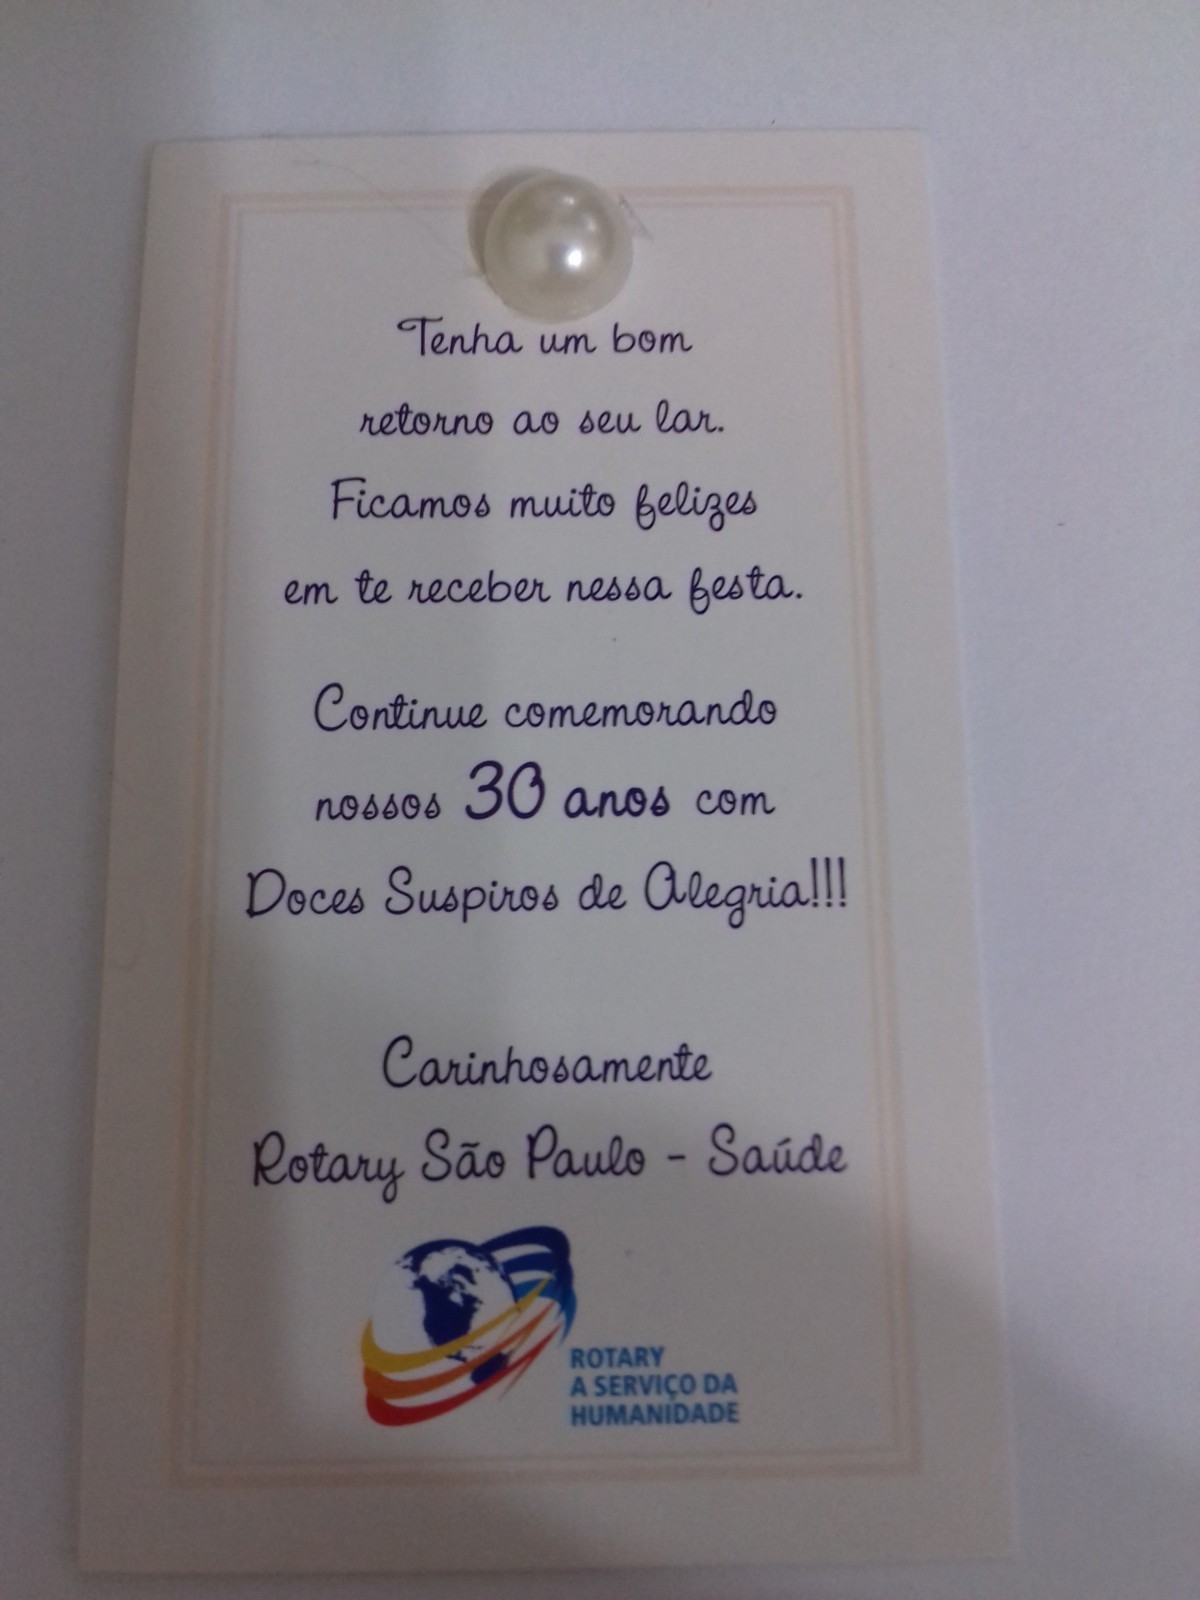 Tenha um bom
retorno ao seu lar.
Ficamos muito felizes
em te receber nessa festa.
Continue comemorando
nossos 30 anos com
Doces Suspiros de Alegria!!!
Carinhosamente
Rotary São Paulo - Saúde
ROTARY
A SERVIÇO DA
HUMANIDADE